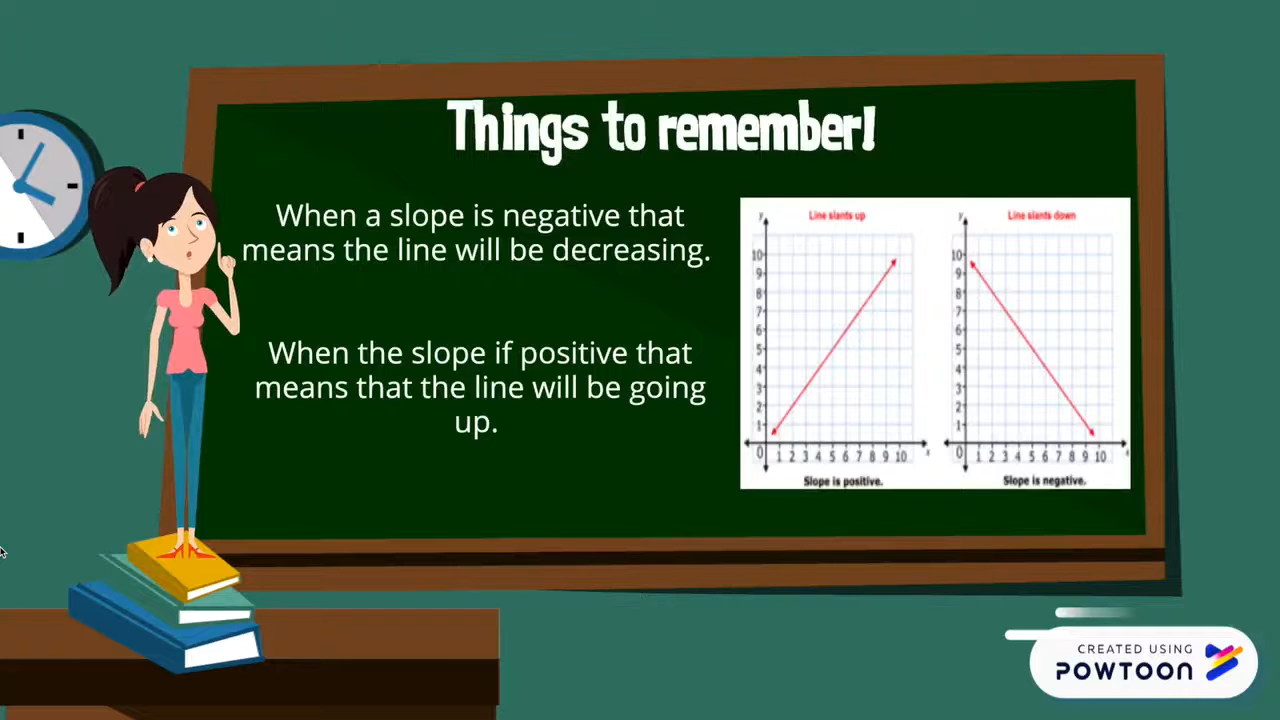 Things to remember!
When a slope is negative that
means the line will be decreasing.
When the slope if positive that
means that the line will be going
up.
y
Line slants up
10
9
8
7
6
5
4
3
2
1
0
1 2 3 4 5 6 7 8 9 10
x
Slope is positive.
y
Line slants down
10
9
8
7
6
5
4
3
2
1
0
1 2 3 4 5 6 7 8 9 10
x
Slope is negative.
CREATED USING
POWTOON